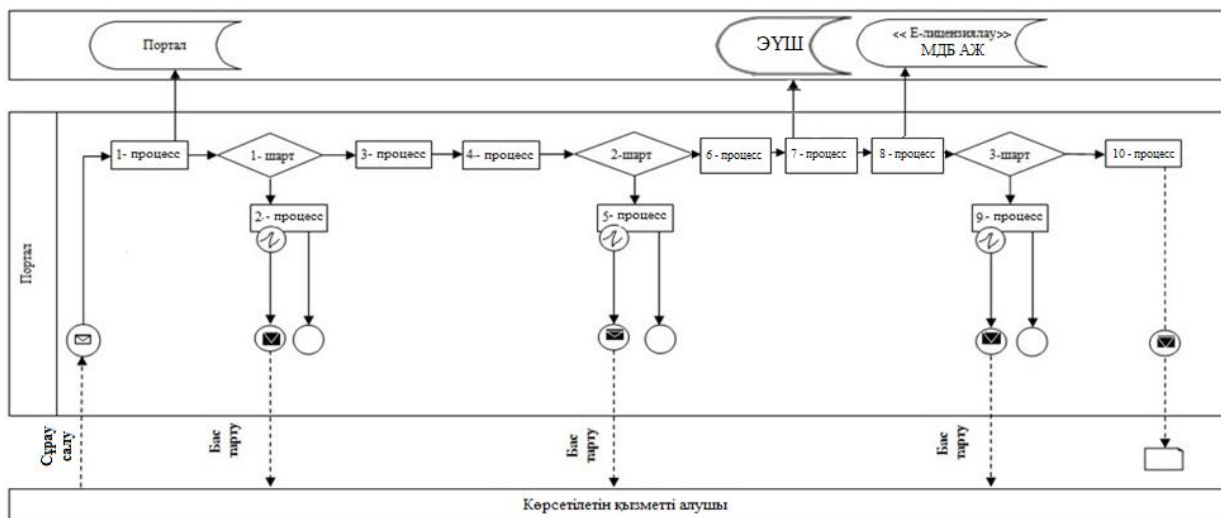 Портал
ЭҮШ
<< Е-лицензиялау>>
МДБ АЖ
Портал
1- процесс
1- шарт
3- процесс
4- процесс
2-шарт
6 - процесс
7 - процесс
8 - процесс
3-шарт
10 - процесс
2 - процесс
5- процесс
9- процесс
Сұрау
салу
Бас
тарту
Бас
тарту
Бас
тарту
Көрсетілетін қызметті алушы